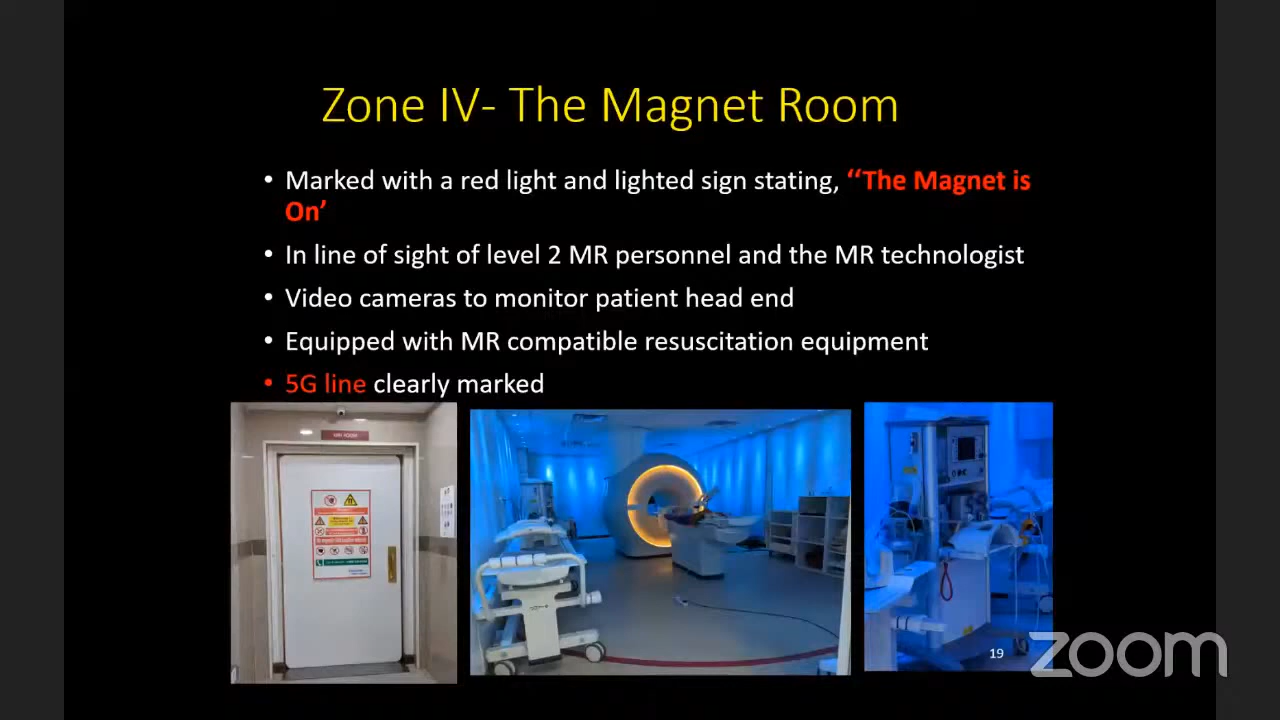 Zone IV- The Magnet Room
• Marked with a red light and lighted sign stating, ‘‘The Magnet is
On’
• In line of sight of level 2 MR personnel and the MR technologist
• Video cameras to monitor patient head end
• Equipped with MR compatible resuscitation equipment
• 5G line clearly marked
MRI ROOM
19
zoom